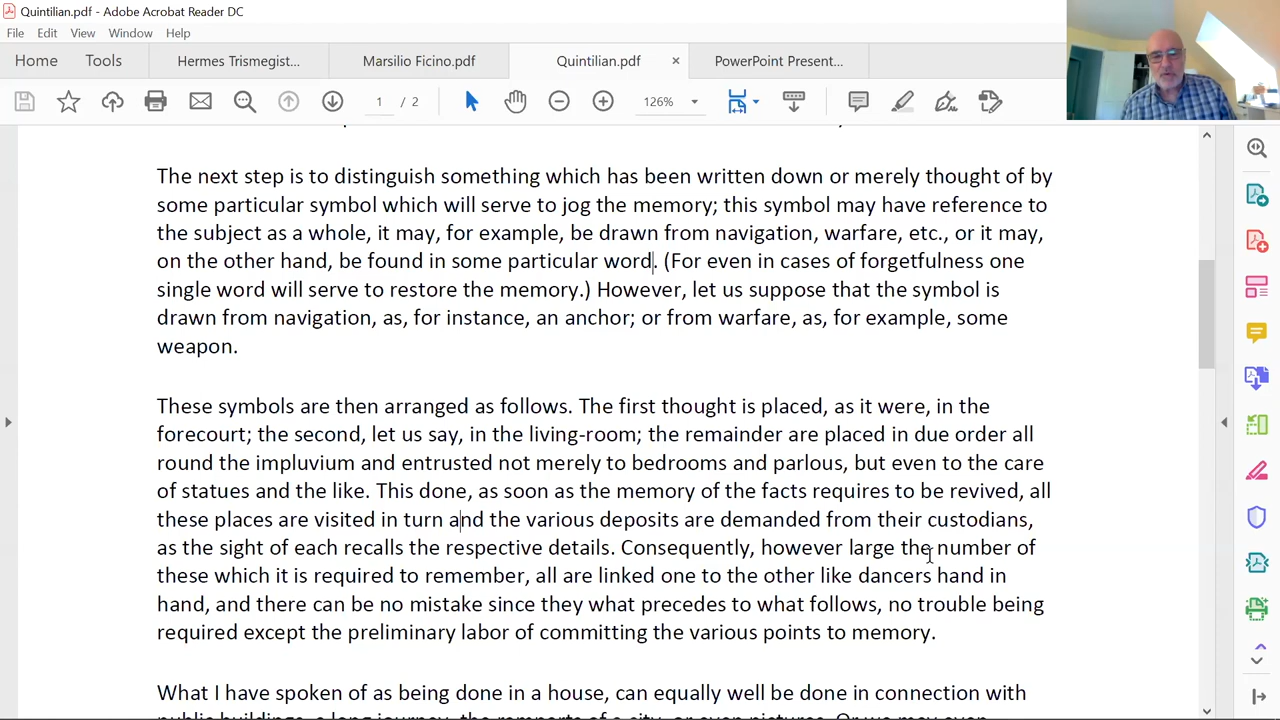 Quintilian.pdf - Adobe Acrobat Reader DC
File Edit View Window Help
Home Tools Hermes Trismegist... Marsilio Ficino.pdf Quintilian.pdf × PowerPoint Present...
1 / 2 126%
The next step is to distinguish something which has been written down or merely thought of by
some particular symbol which will serve to jog the memory; this symbol may have reference to
the subject as a whole, it may, for example, be drawn from navigation, warfare, etc., or it may,
on the other hand, be found in some particular word. (For even in cases of forgetfulness one
single word will serve to restore the memory.) However, let us suppose that the symbol is
drawn from navigation, as, for instance, an anchor; or from warfare, as, for example, some
weapon.
These symbols are then arranged as follows. The first thought is placed, as it were, in the
forecourt; the second, let us say, in the living-room; the remainder are placed in due order all
round the impluvium and entrusted not merely to bedrooms and parlous, but even to the care
of statues and the like. This done, as soon as the memory of the facts requires to be revived, all
these places are visited in turn and the various deposits are demanded from their custodians,
as the sight of each recalls the respective details. Consequently, however large the number of
these which it is required to remember, all are linked one to the other like dancers hand in
hand, and there can be no mistake since they what precedes to what follows, no trouble being
required except the preliminary labor of committing the various points to memory.
What I have spoken of as being done in a house, can equally well be done in connection with
public buildings, a long journey, the ramparts of a city, or even pictures. Or we may even